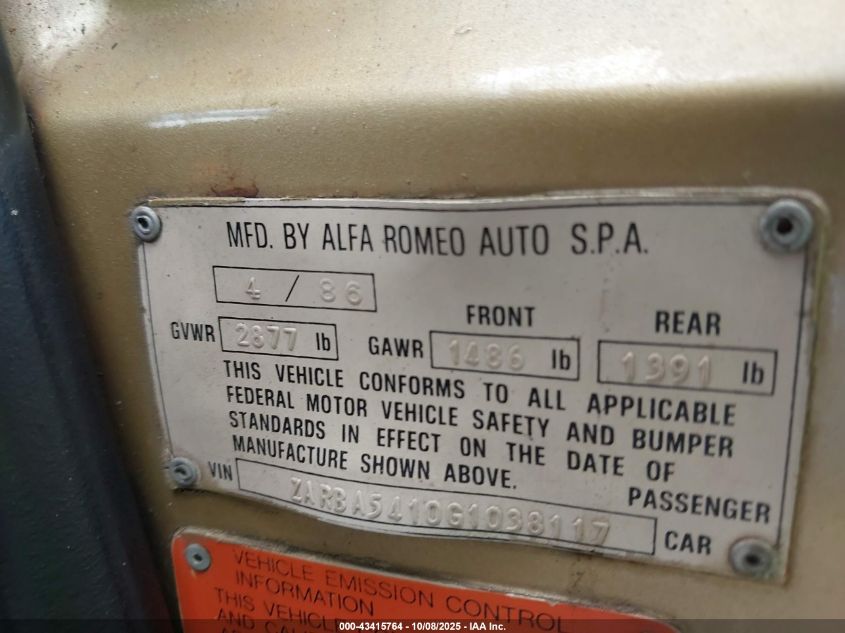 MFD. BY ALFA ROMEO AUTO S.P.A.
4 / 86
FRONT REAR
GVWR 2877 lb GAWR 1486 lb 1391 lb
THIS VEHICLE CONFORMS TO ALL APPLICABLE
FEDERAL MOTOR VEHICLE SAFETY AND BUMPER
STANDARDS IN EFFECT ON THE DATE OF
MANUFACTURE SHOWN ABOVE.
PASSENGER
VIN ZARBA5410G1038117 CAR
VEHICLE EMISSION CONTROL
INFORMATION
THIS VEHICLE
000-43415764 - 10/08/2025 - IAA Inc.